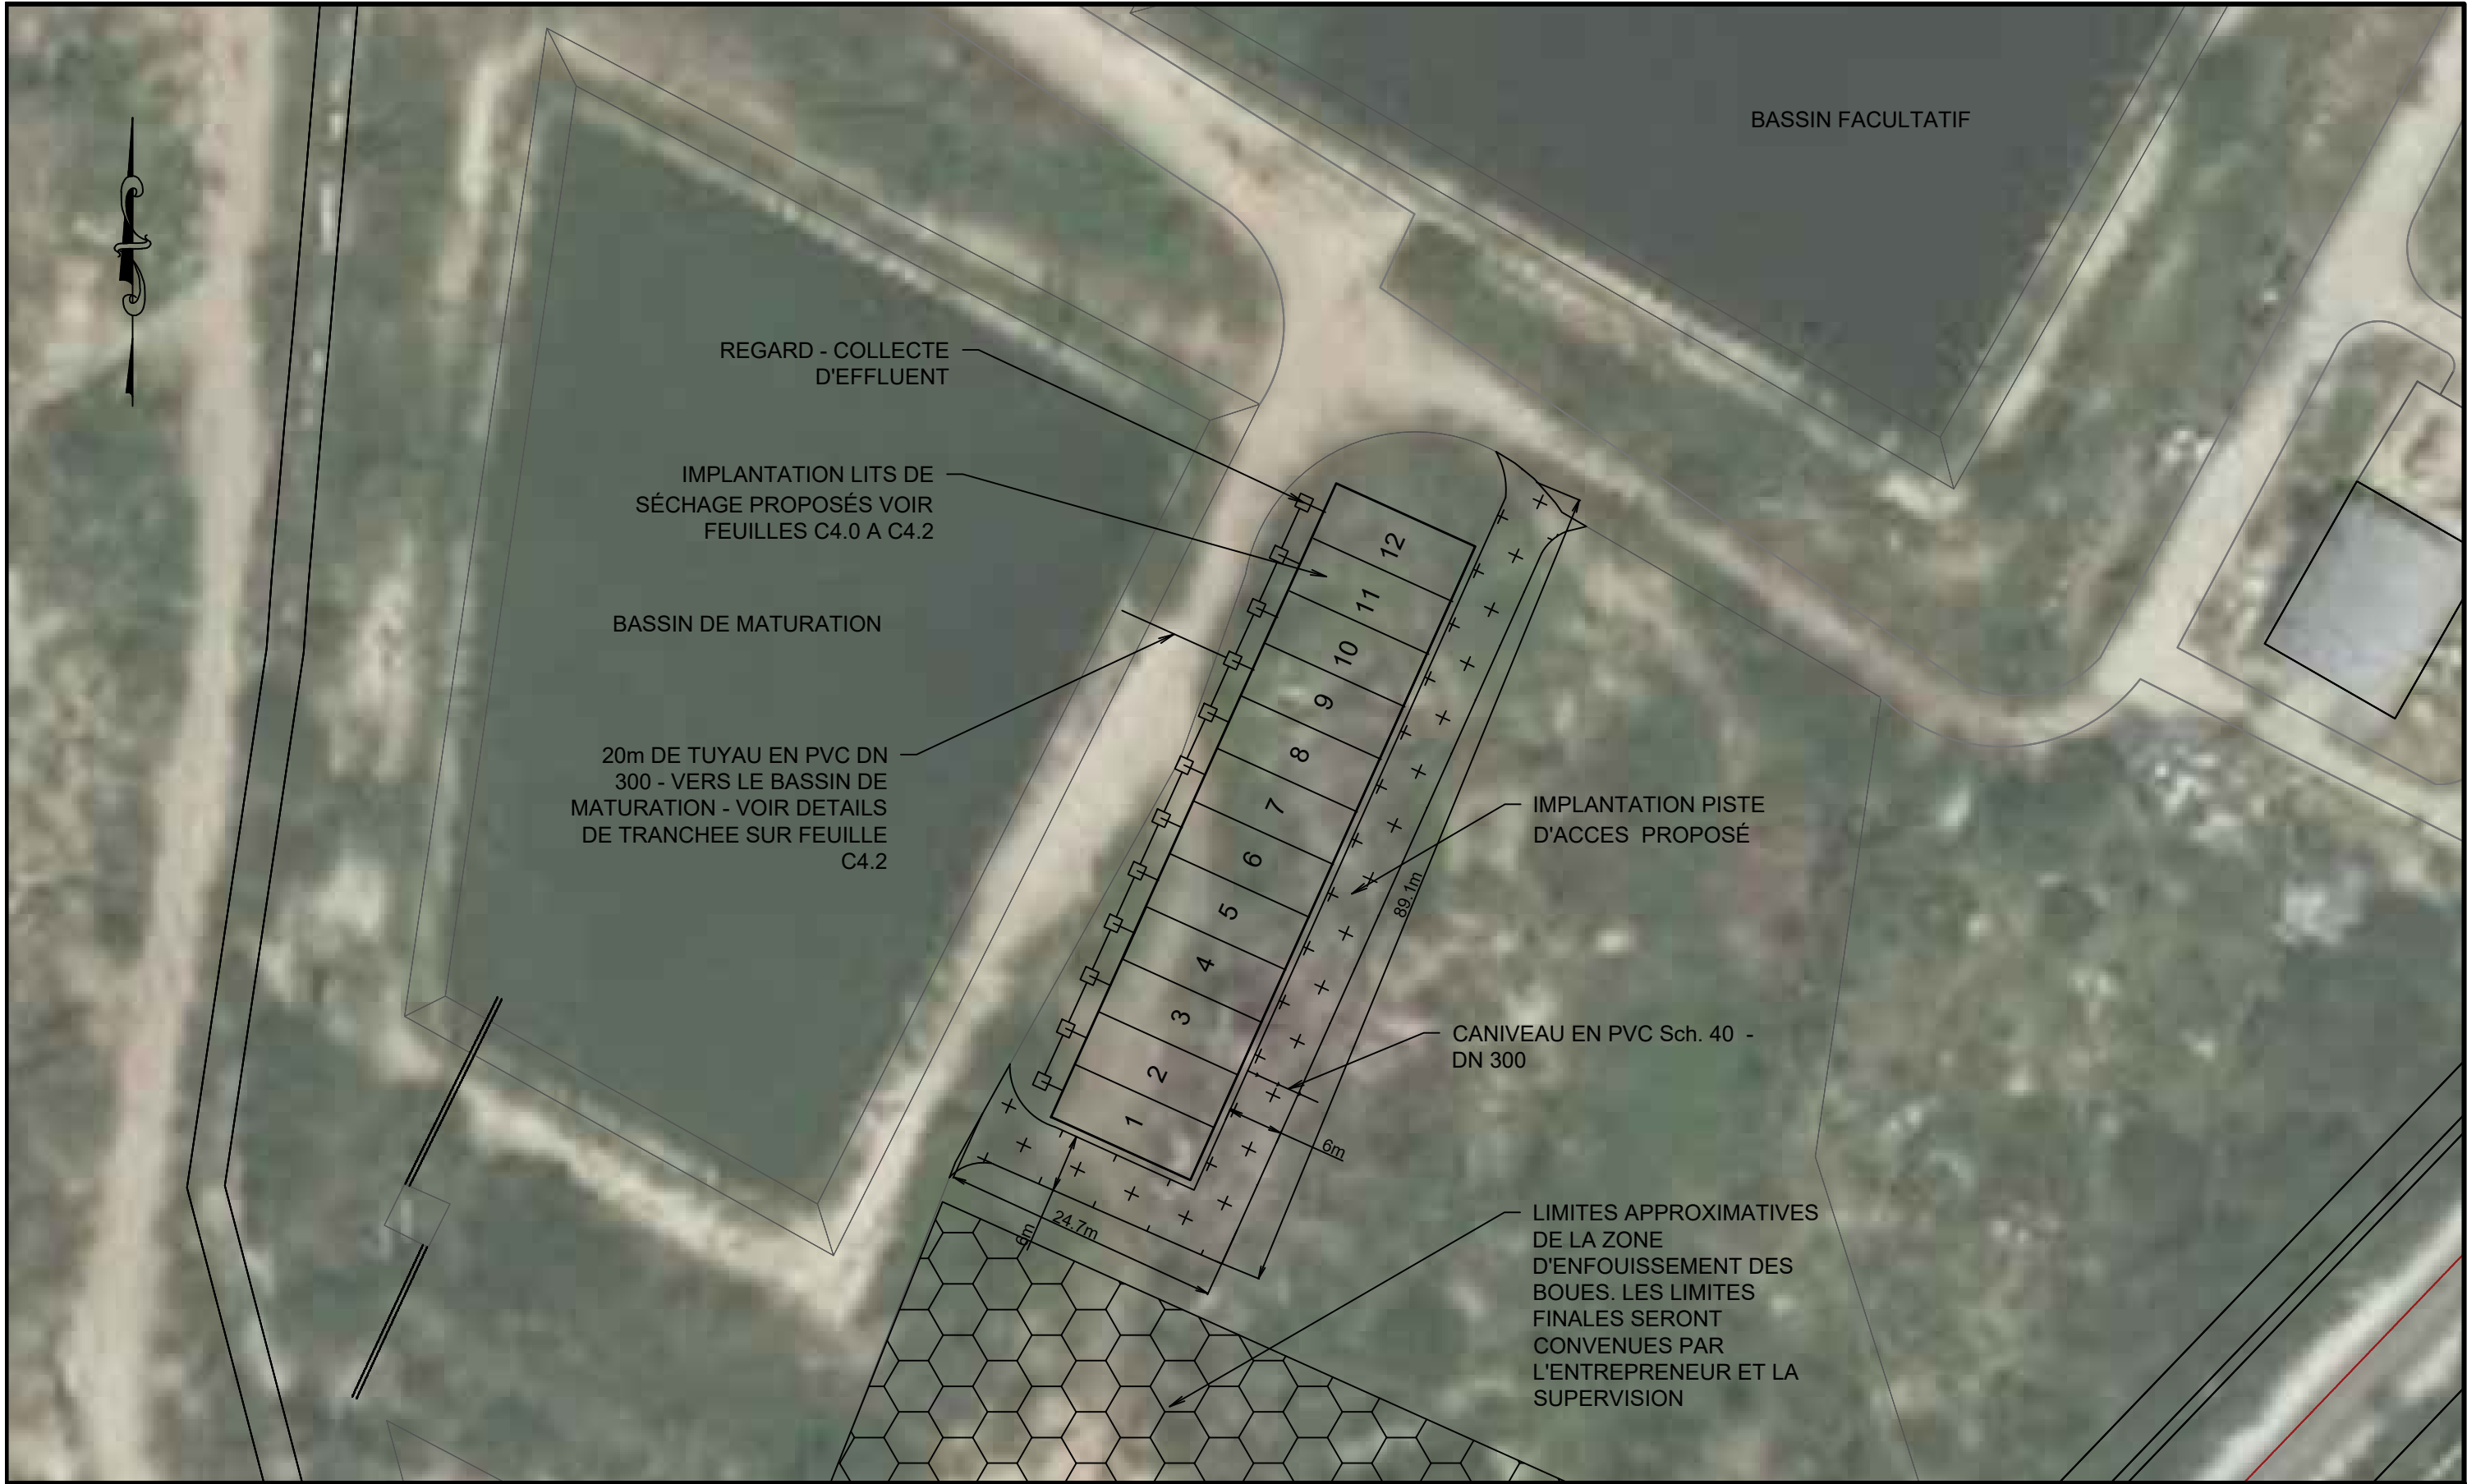 BASSIN FACULTATIF
REGARD - COLLECTE
D'EFFLUENT
IMPLANTATION LITS DE
SÉCHAGE PROPOSÉS VOIR
FEUILLES C4.0 A C4.2
BASSIN DE MATURATION
20m DE TUYAU EN PVC DN
300 - VERS LE BASSIN DE
MATURATION - VOIR DETAILS
DE TRANCHEE SUR FEUILLE
C4.2
12
11
10
9
8
7
6
5
4
3
2
1
IMPLANTATION PISTE
D'ACCES PROPOSÉ
89.1m
CANIVEAU EN PVC Sch. 40 -
DN 300
6m
24.7m
6m
LIMITES APPROXIMATIVES
DE LA ZONE
D'ENFOUISSEMENT DES
BOUES. LES LIMITES
FINALES SERONT
CONVENUES PAR
L'ENTREPRENEUR ET LA
SUPERVISION